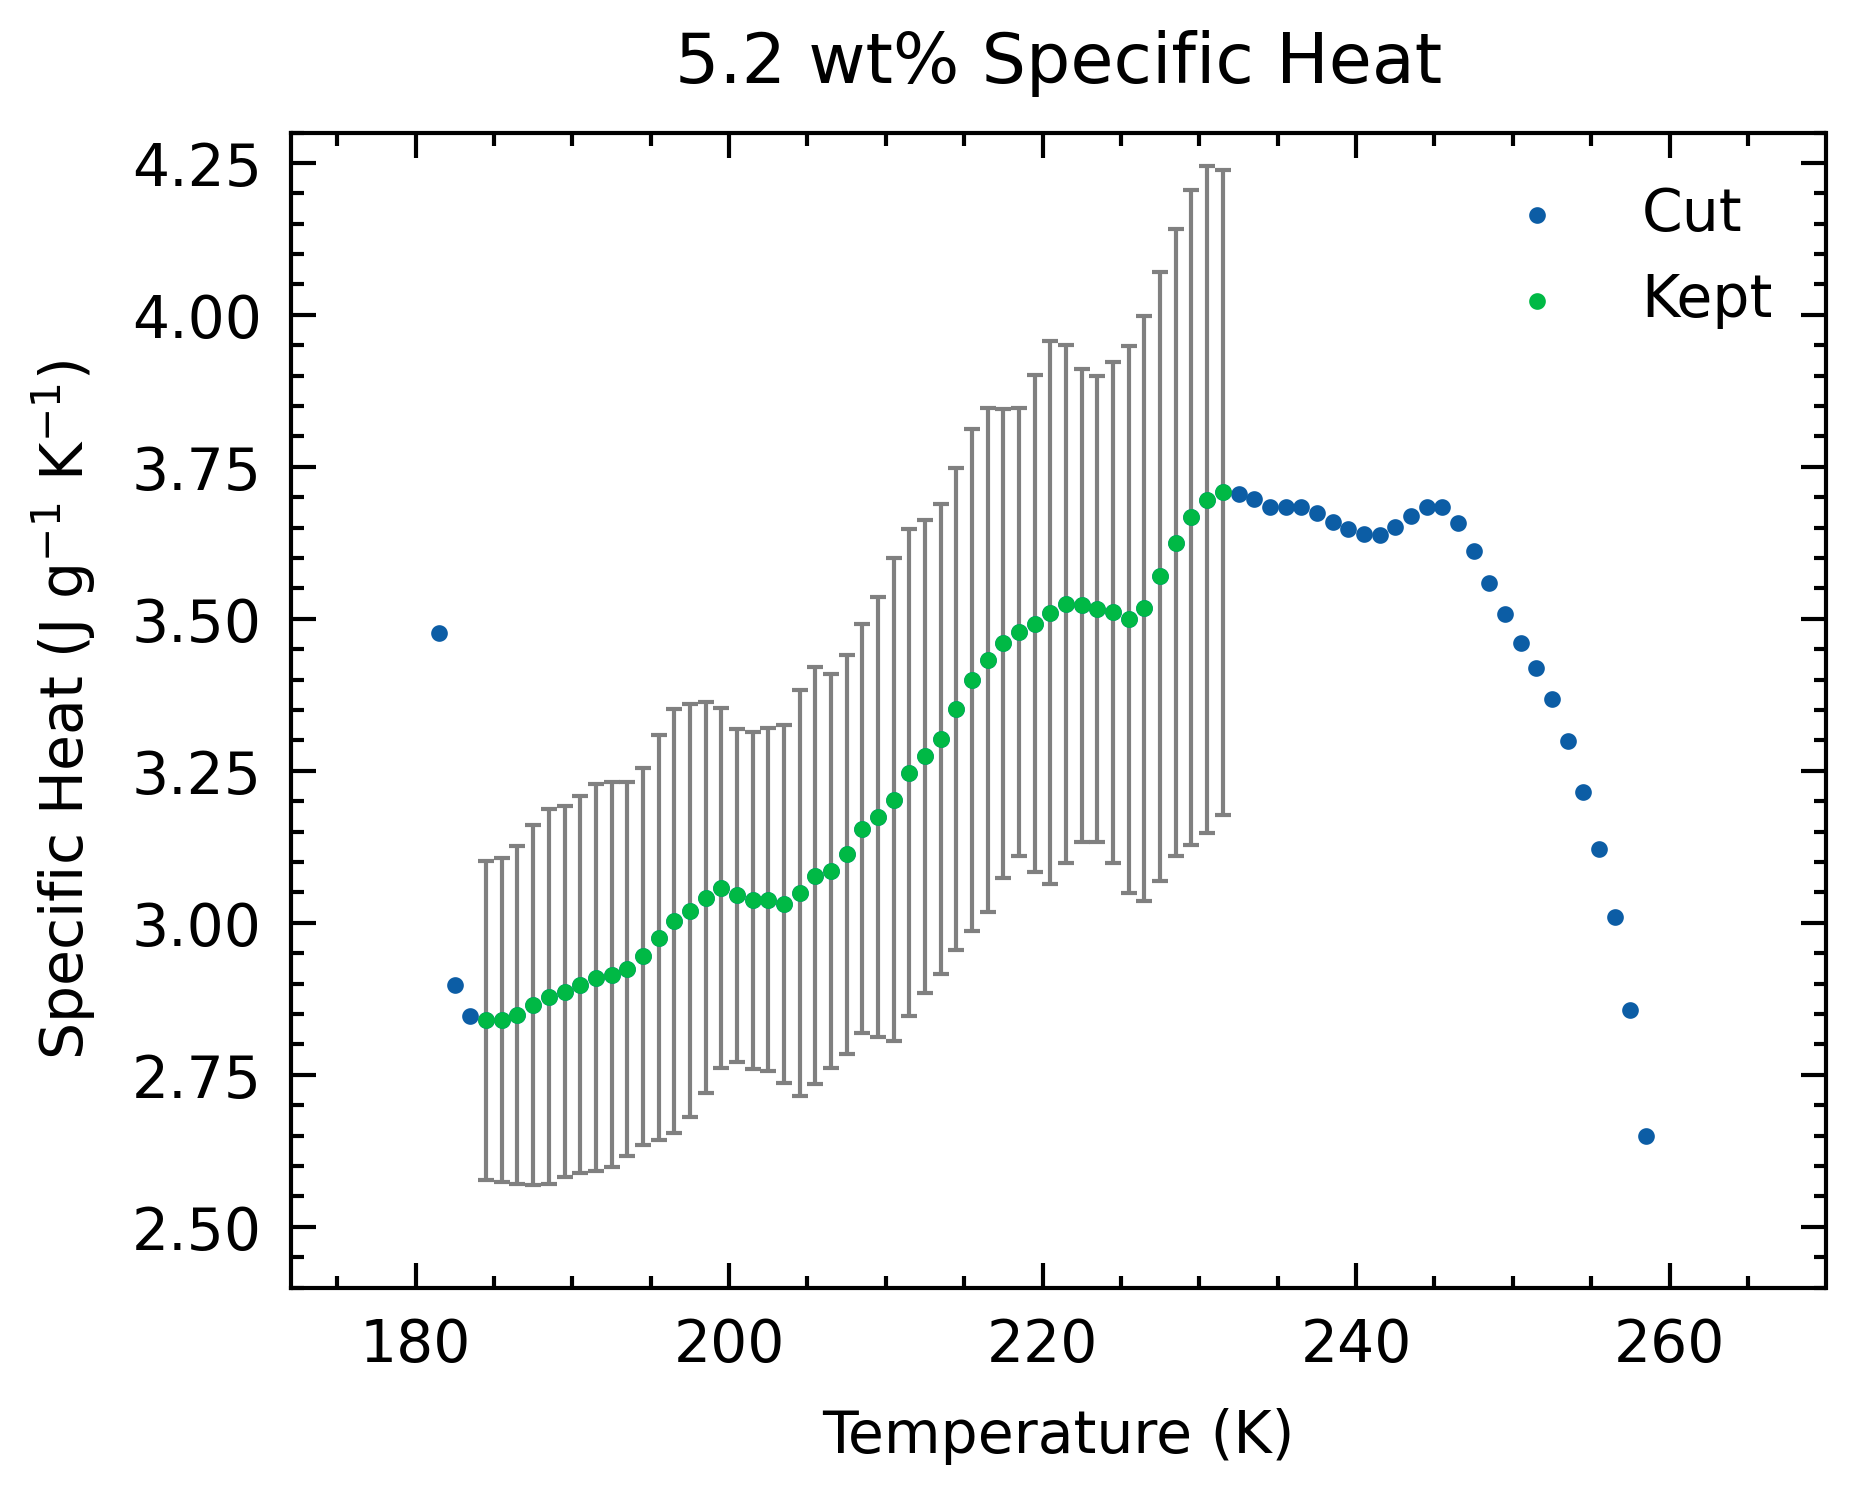 5.2 wt% Specific Heat
4.25
4.00
3.75
3.50
3.25
3.00
2.75
2.50
Specific Heat (J g⁻¹ K⁻¹)
Cut
Kept
180 200 220 240 260
Temperature (K)